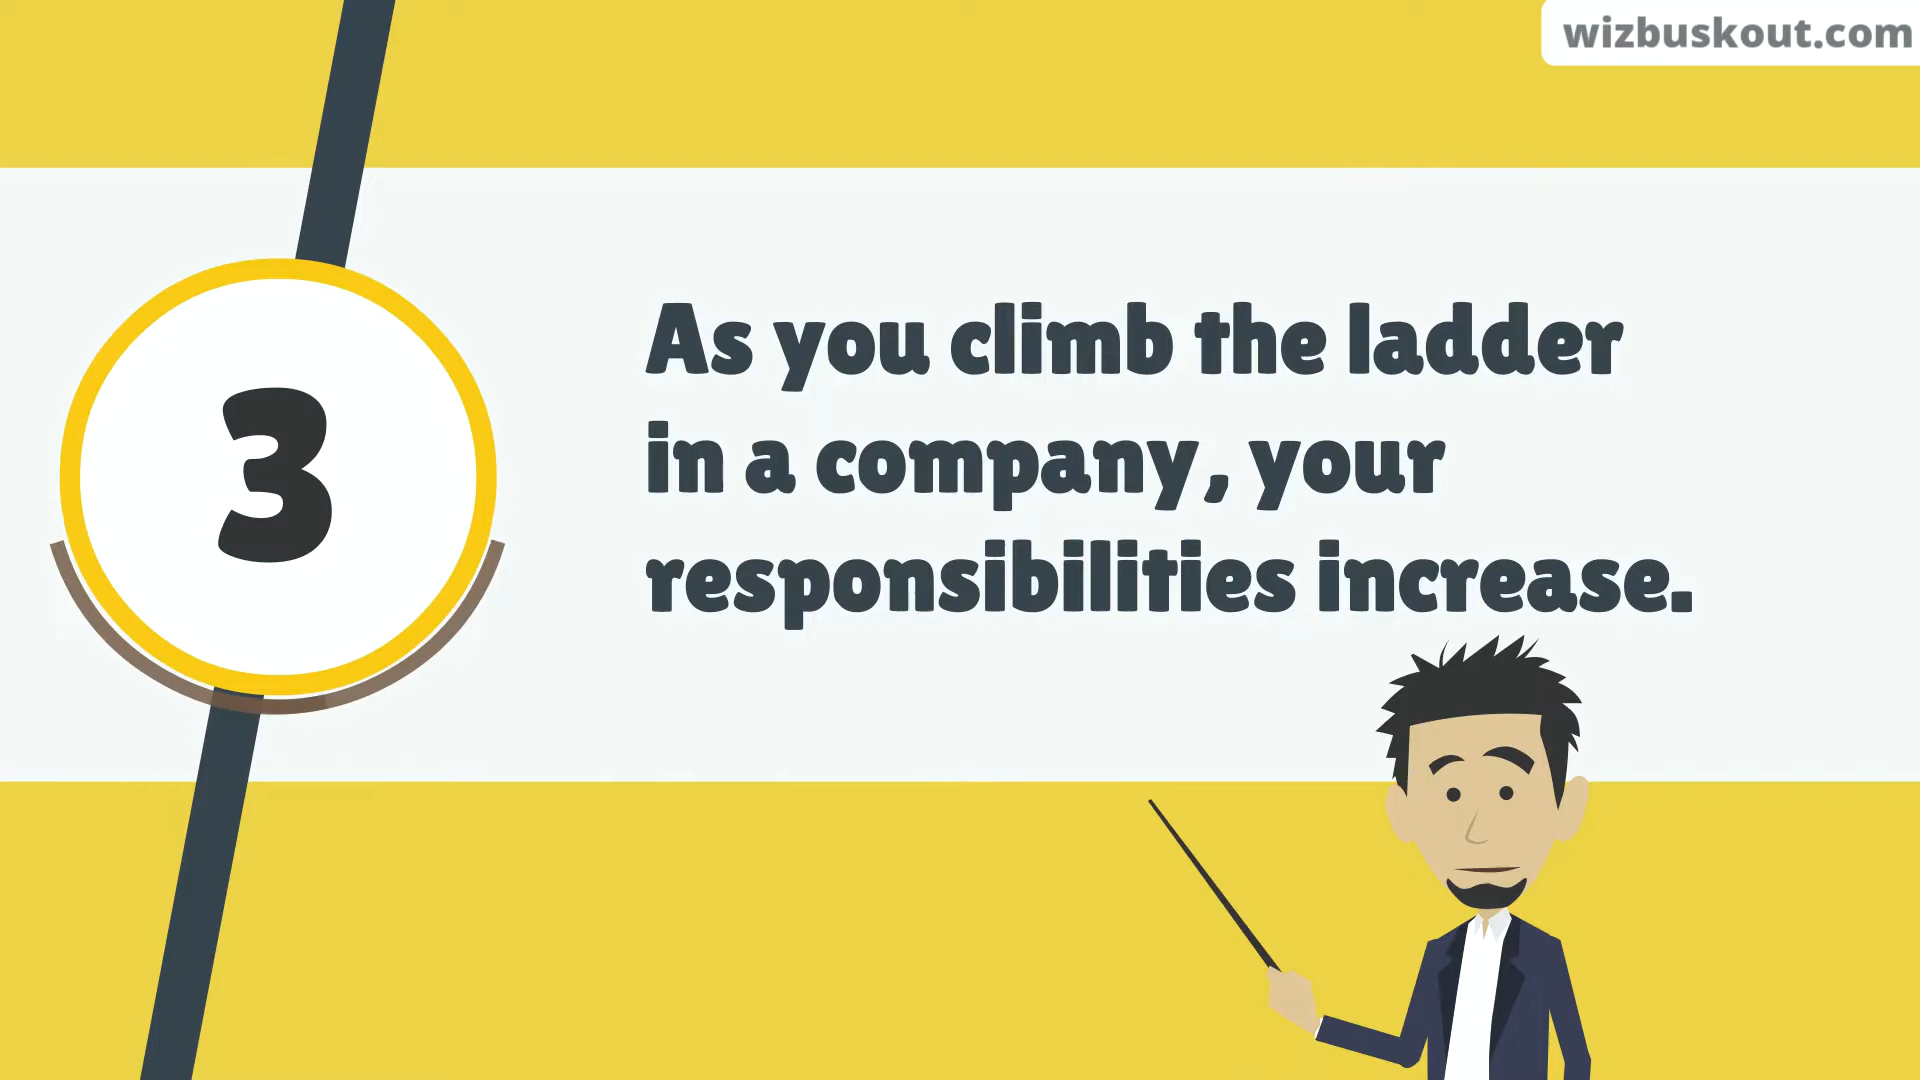 wizbuskout.com
3
As you climb the ladder
in a company, your
responsibilities increase.